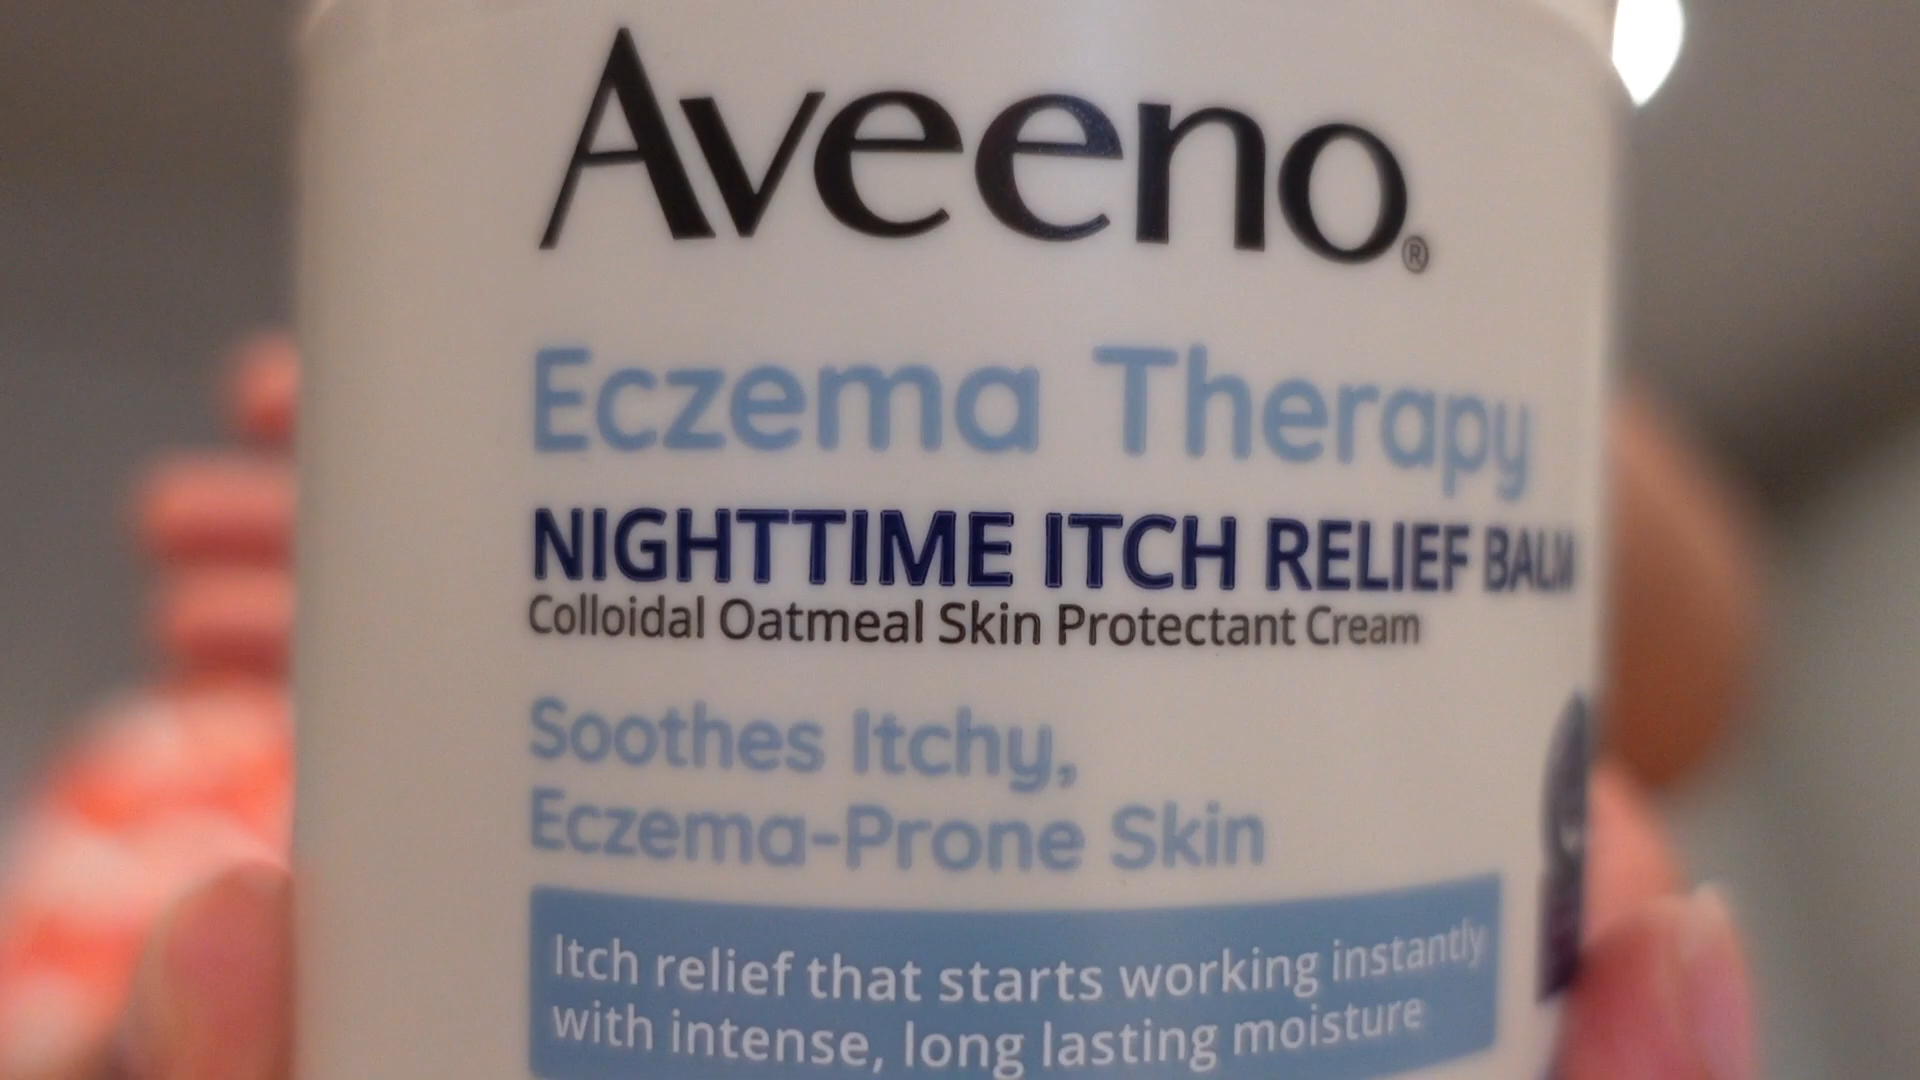 Aveeno®
Eczema Therapy
NIGHTTIME ITCH RELIEF BALM
Colloidal Oatmeal Skin Protectant Cream
Soothes Itchy,
Eczema-Prone Skin
Itch relief that starts working instantly
with intense, long lasting moisture